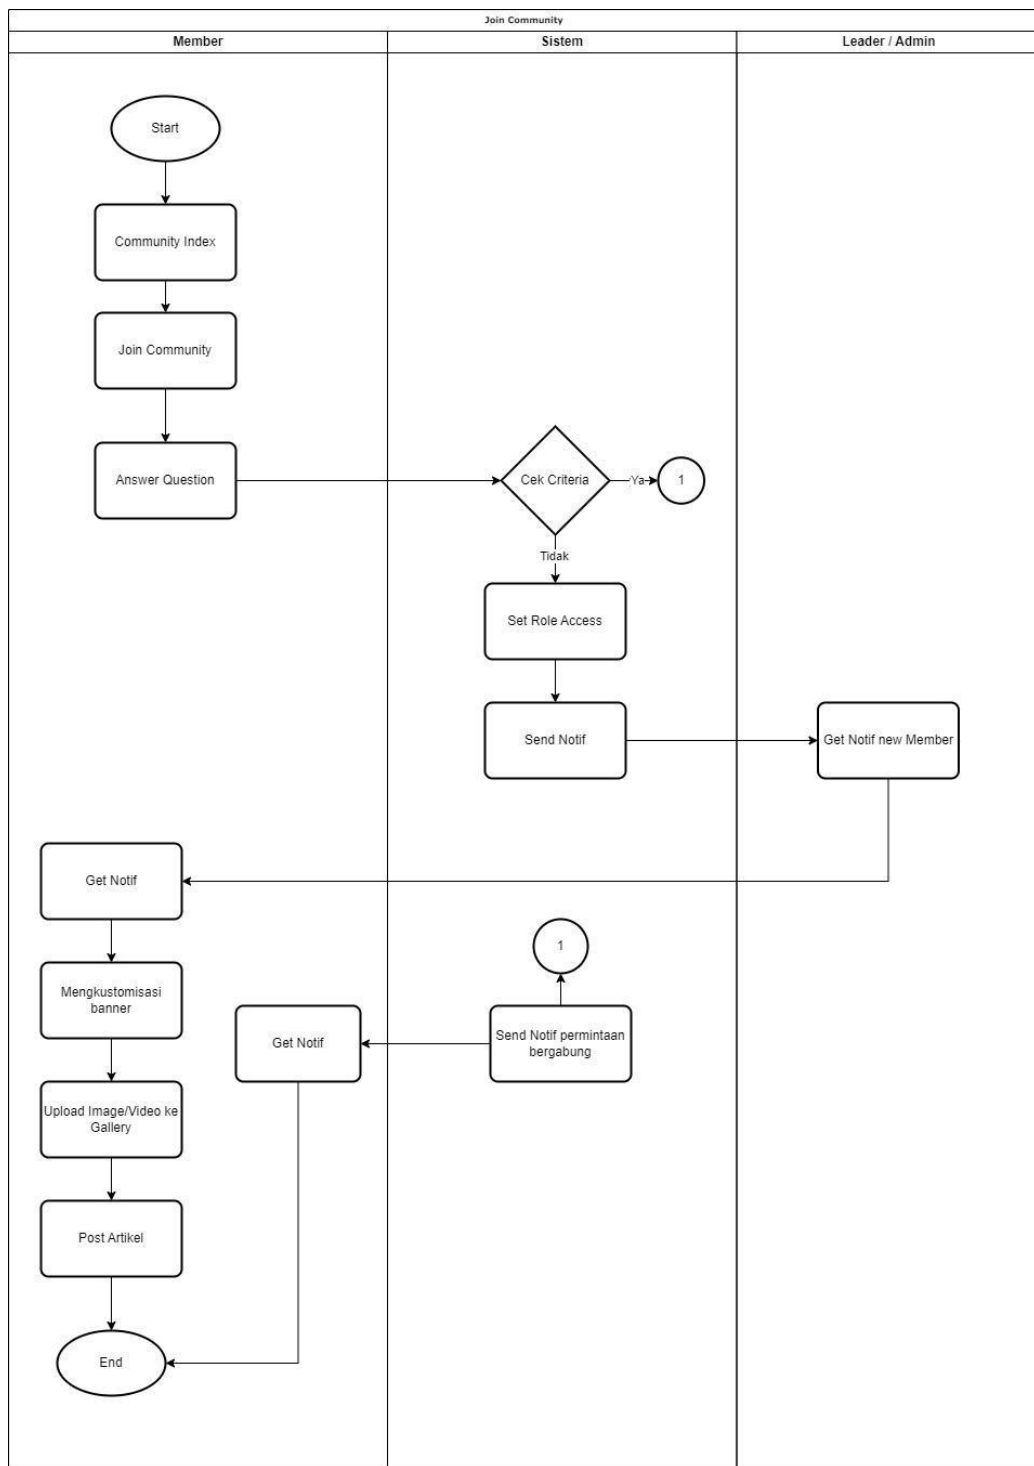 Join Community
Member
Sistem
Leader / Admin
Start
Community Index
Join Community
Answer Question
Cek Criteria
Ya
1
Tidak
Set Role Access
Send Notif
Get Notif new Member
Get Notif
1
Mengkustomisasi
banner
Get Notif
Send Notif permintaan
bergabung
Upload Image/Video ke
Gallery
Post Artikel
End